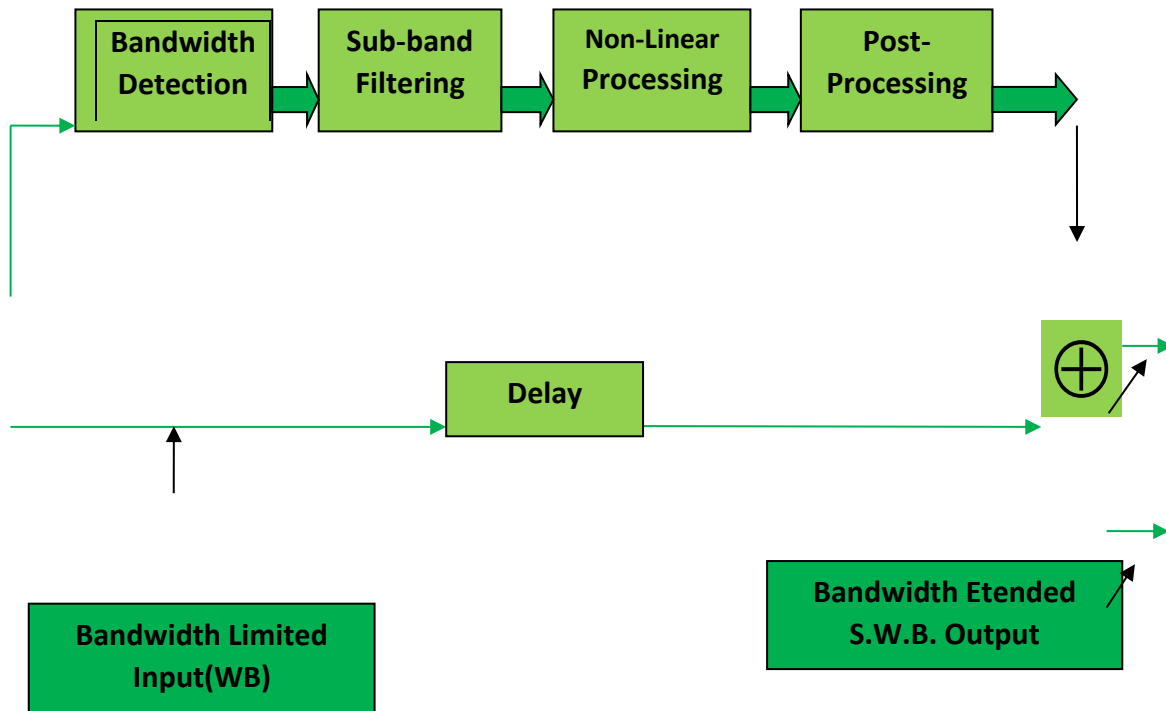 Bandwidth
Detection
Sub-band
Filtering
Non-Linear
Processing
Post-
Processing
Delay
Bandwidth Etended
S.W.B. Output
Bandwidth Limited
Input(WB)